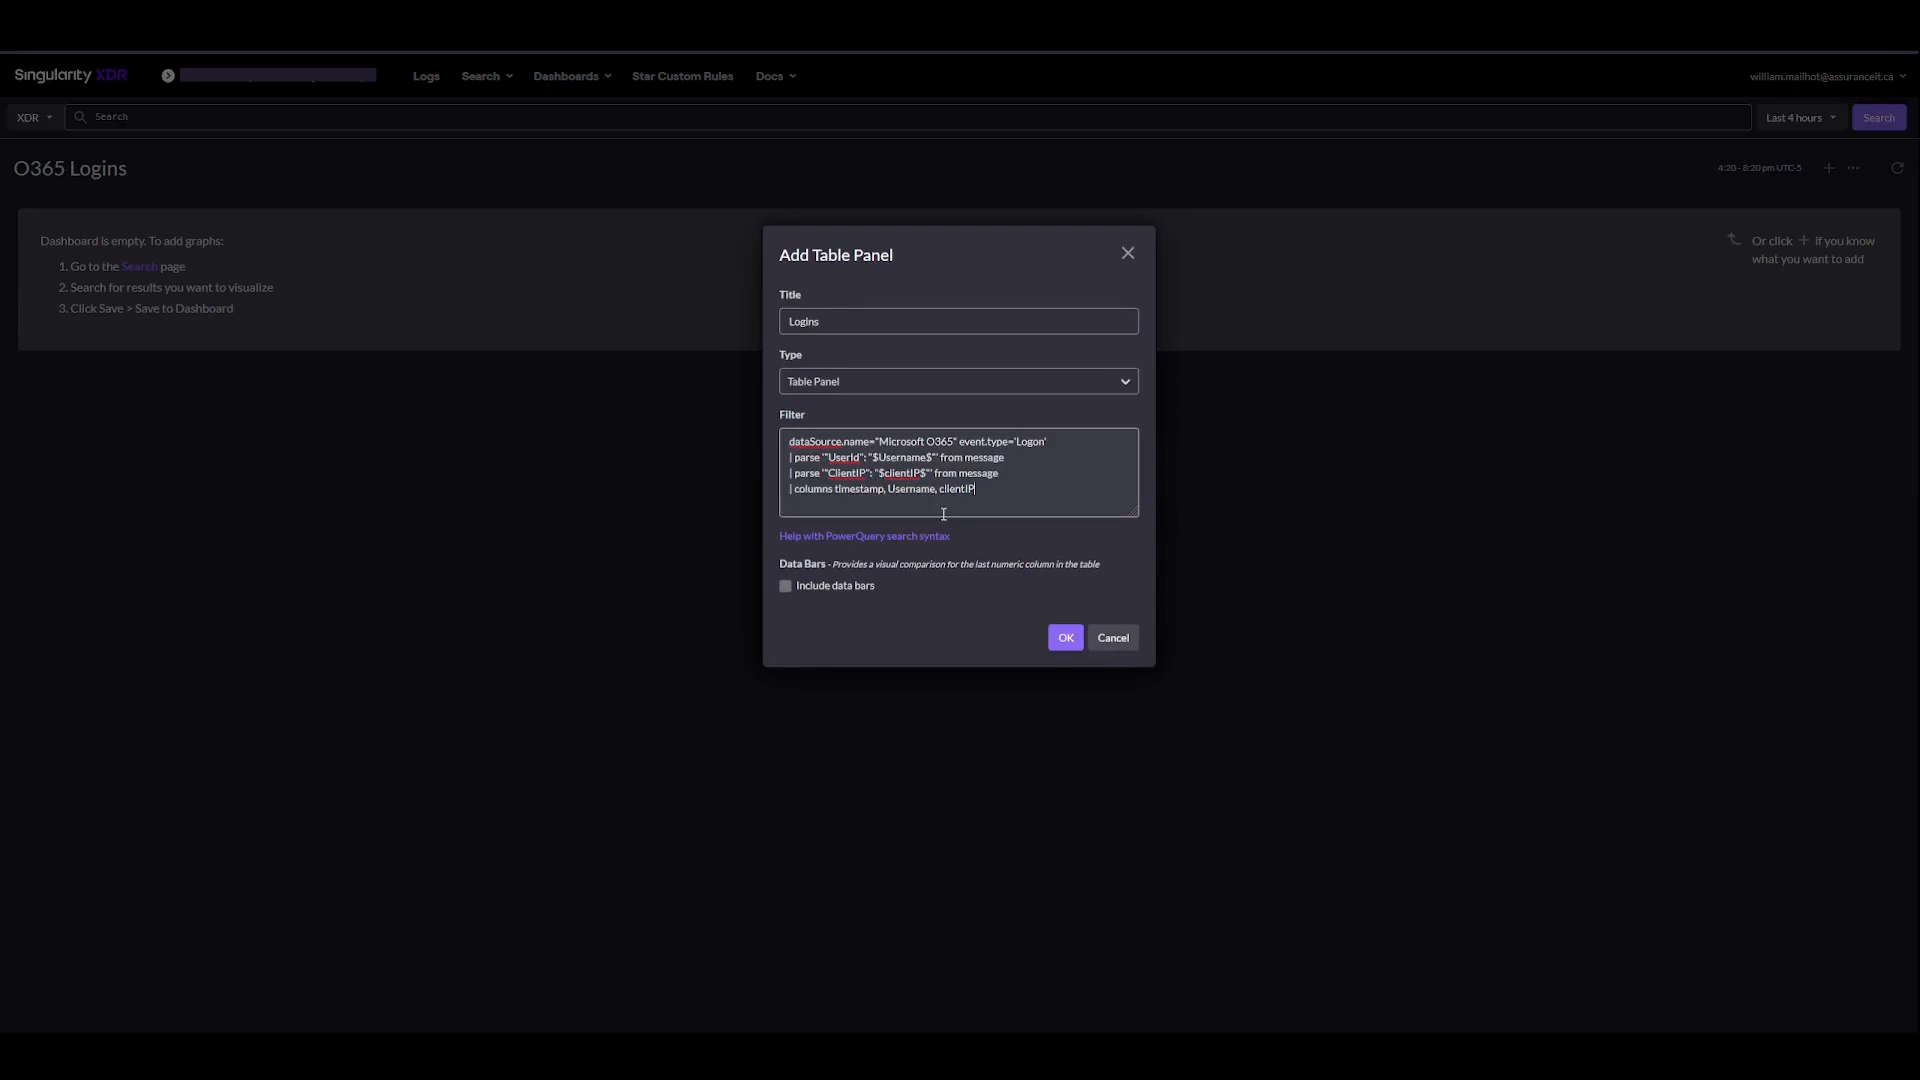 Singularity XDR
Logs
Search
Dashboards
Star Custom Rules
Docs
william.mailhot@assuranceit.ca
XDR
Search
Last 4 hours
Search
O365 Logins
4:20 - 8:20 pm UTC-5
Dashboard is empty. To add graphs:
1. Go to the Search page
2. Search for results you want to visualize
3. Click Save > Save to Dashboard
Or click + if you know
what you want to add
Add Table Panel
Title
Logins
Type
Table Panel
Filter
dataSource.name="Microsoft O365" event.type='Logon'
| parse '"UserId": "$Username$"' from message
| parse '"ClientIP": "$clientIP$"' from message
| columns timestamp, Username, clientIP
Help with PowerQuery search syntax
Data Bars - Provides a visual comparison for the last numeric column in the table
Include data bars
OK
Cancel